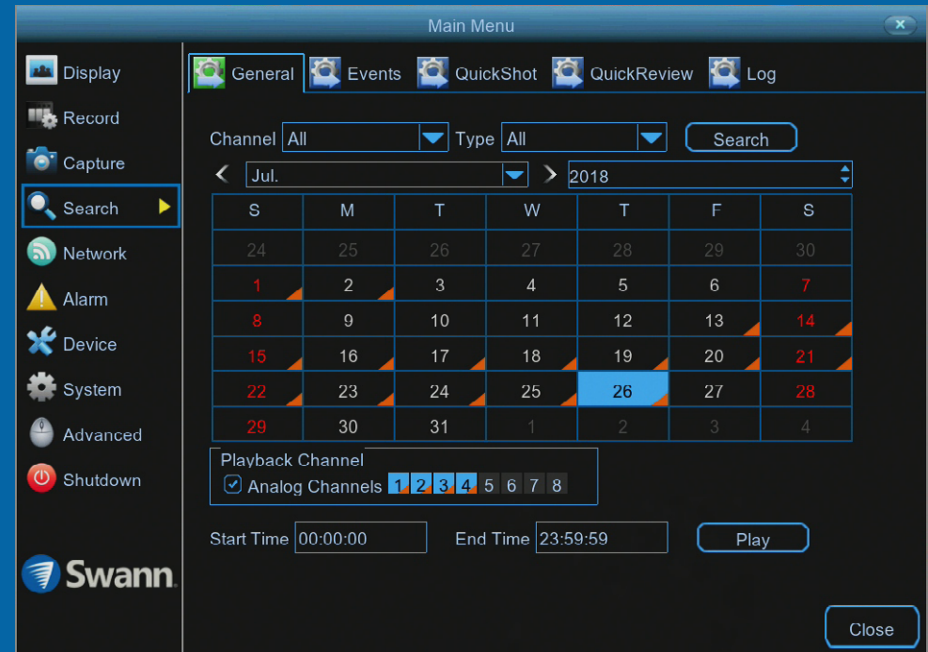 Main Menu
Display
Record
Capture
Search
Network
Alarm
Device
System
Advanced
Shutdown
Swann
General Events QuickShot QuickReview Log
Channel All Type All Search
Jul. 2018
S M T W T F S
24 25 26 27 28 29 30
1 2 3 4 5 6 7
8 9 10 11 12 13 14
15 16 17 18 19 20 21
22 23 24 25 26 27 28
29 30 31 1 2 3 4
Playback Channel
Analog Channels 1 2 3 4 5 6 7 8
Start Time 00:00:00 End Time 23:59:59 Play
Close